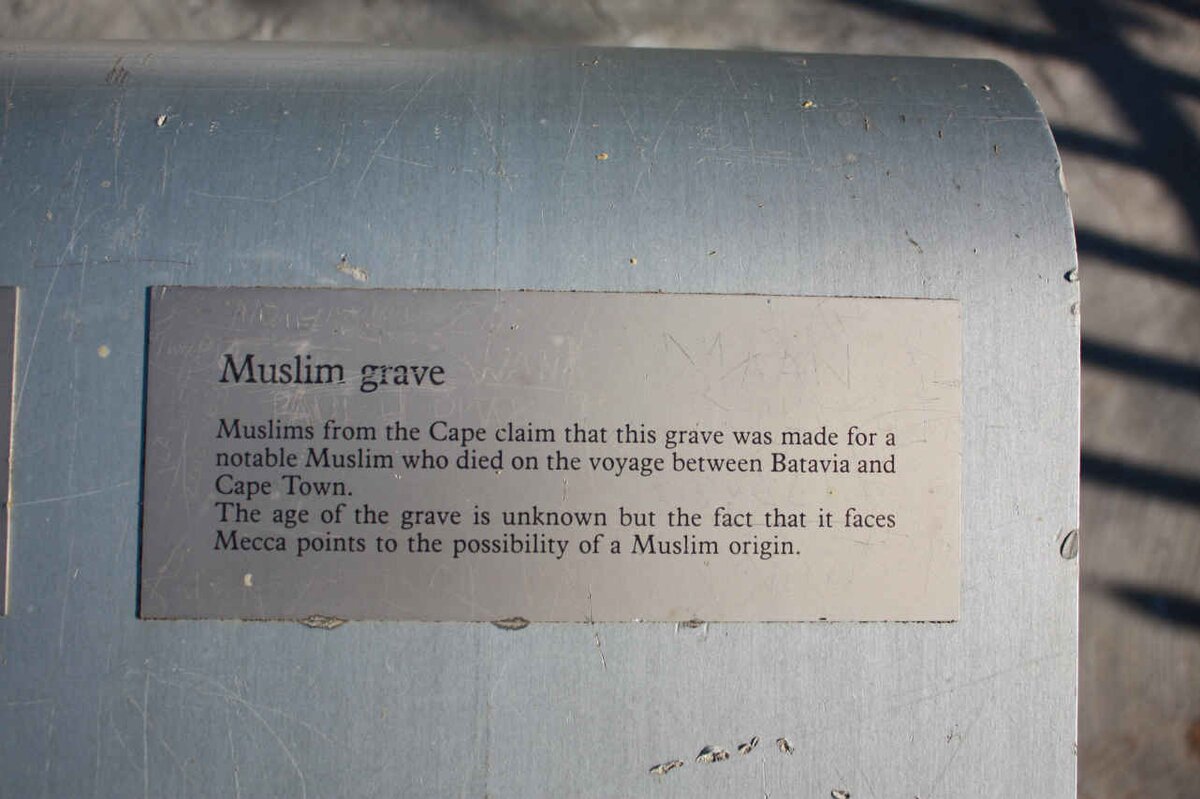 Muslim grave
Muslims from the Cape claim that this grave was made for a
notable Muslim who died on the voyage between Batavia and
Cape Town.
The age of the grave is unknown but the fact that it faces
Mecca points to the possibility of a Muslim origin.